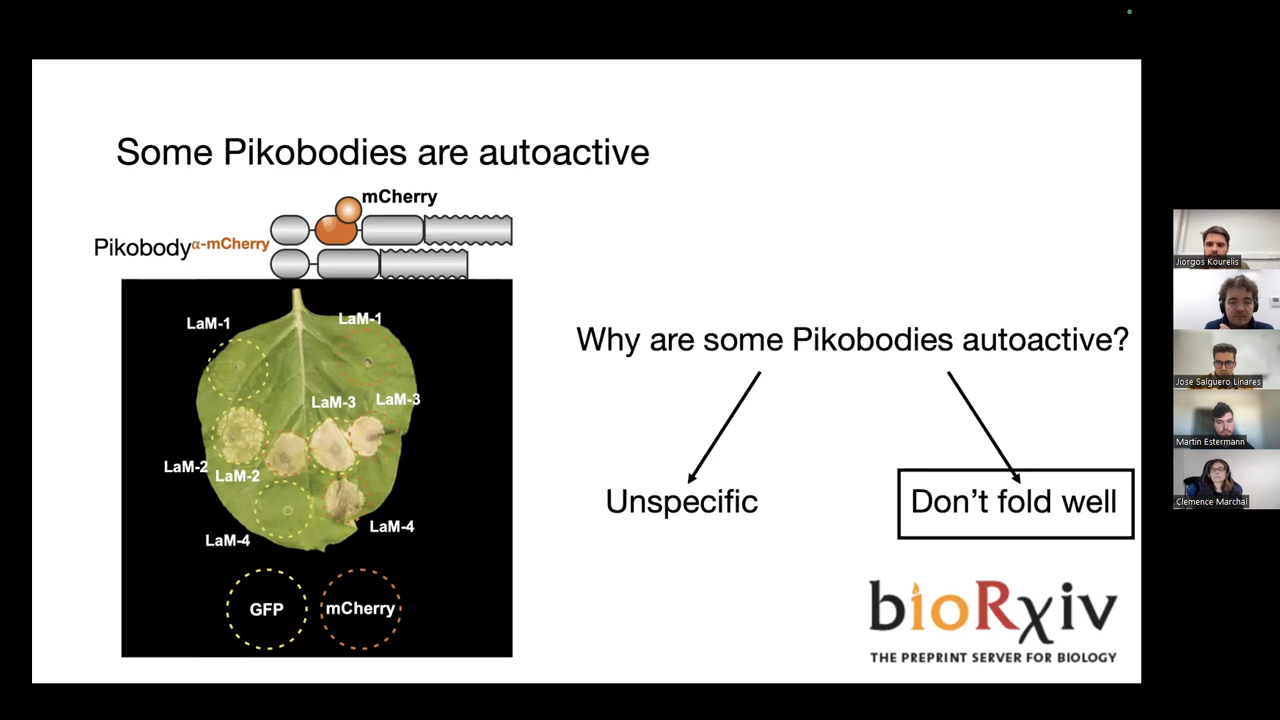 Some Pikobodies are autoactive
mCherry
Pikobodyα-mCherry
LaM-1
LaM-1
LaM-3
LaM-3
LaM-2
LaM-2
LaM-4
LaM-4
GFP
mCherry
Why are some Pikobodies autoactive?
Unspecific
Don't fold well
bioRχiv
THE PREPRINT SERVER FOR BIOLOGY
Jiorgos Kourelis
Jose Salguero Linares
Martin Estermann
Clemence Marchal